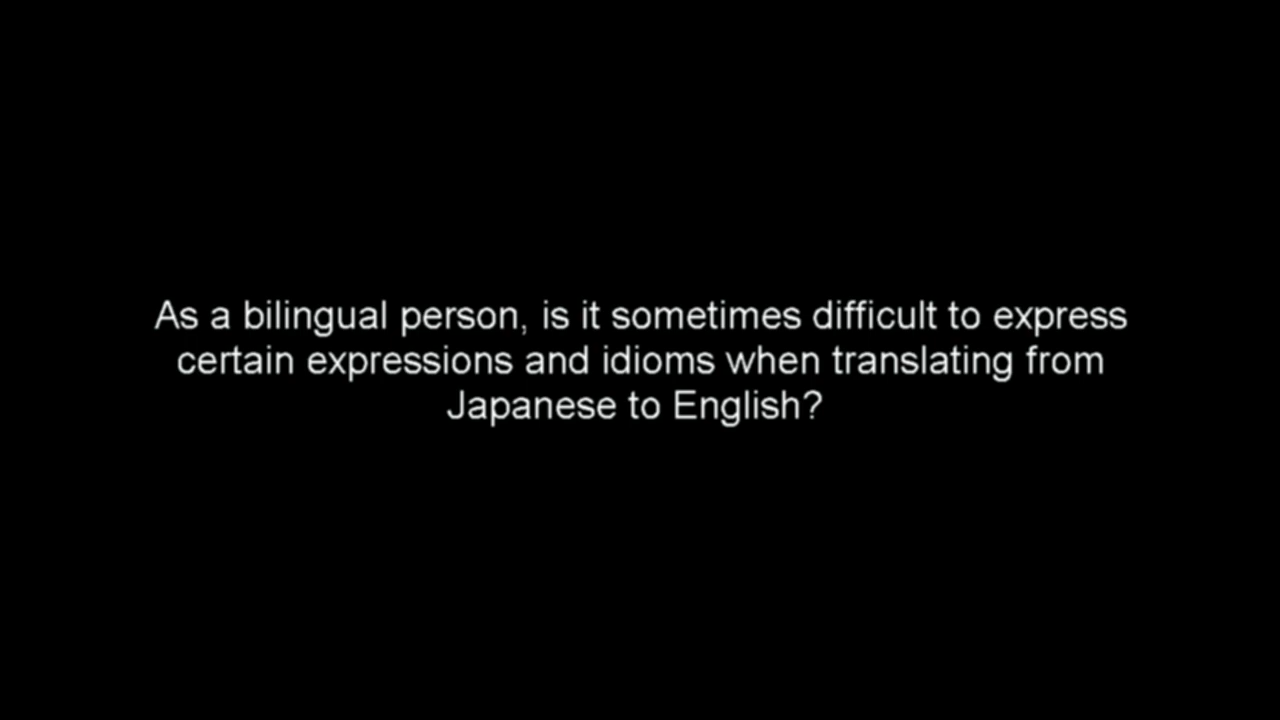 As a bilingual person, is it sometimes difficult to express
certain expressions and idioms when translating from
Japanese to English?